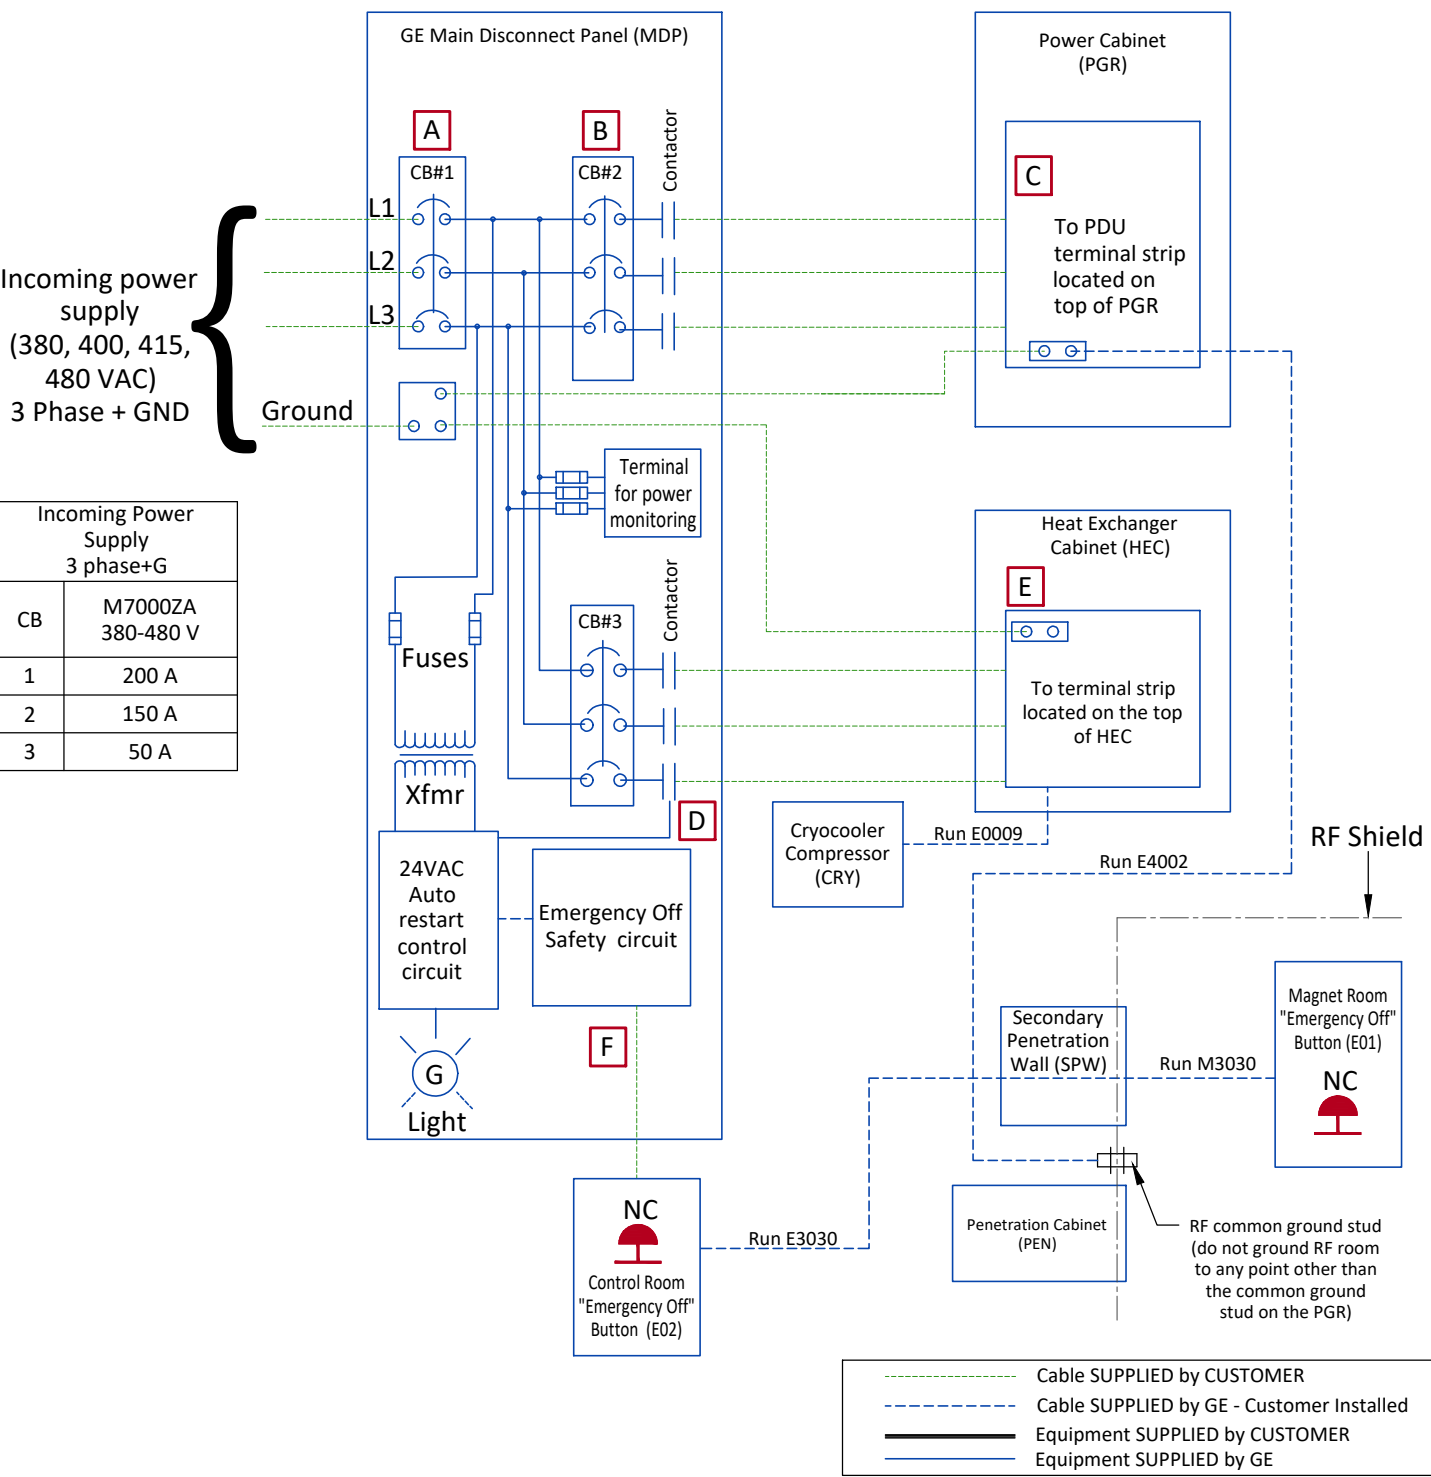 GE Main Disconnect Panel (MDP)
Power Cabinet
(PGR)
A
B
Contactor
CB#1
CB#2
C
L1
L2
L3
To PDU
terminal strip
located on
top of PGR
Incoming power
supply
(380, 400, 415,
480 VAC)
3 Phase + GND
Ground
Terminal
for power
monitoring
Incoming Power
Supply
3 phase+G
CB
M7000ZA
380-480 V
1
200 A
2
150 A
3
50 A
Heat Exchanger
Cabinet (HEC)
E
CB#3
Contactor
Fuses
To terminal strip
located on the top
of HEC
Xfmr
D
Cryocooler
Compressor
(CRY)
Run E0009
Run E4002
RF Shield
24VAC
Auto
restart
control
circuit
Emergency Off
Safety circuit
F
G
Light
Secondary
Penetration
Wall (SPW)
Run M3030
Magnet Room
"Emergency Off"
Button (E01)
NC
NC
Control Room
"Emergency Off"
Button (E02)
Run E3030
Penetration Cabinet
(PEN)
RF common ground stud
(do not ground RF room
to any point other than
the common ground
stud on the PGR)
Cable SUPPLIED by CUSTOMER
Cable SUPPLIED by GE - Customer Installed
Equipment SUPPLIED by CUSTOMER
Equipment SUPPLIED by GE